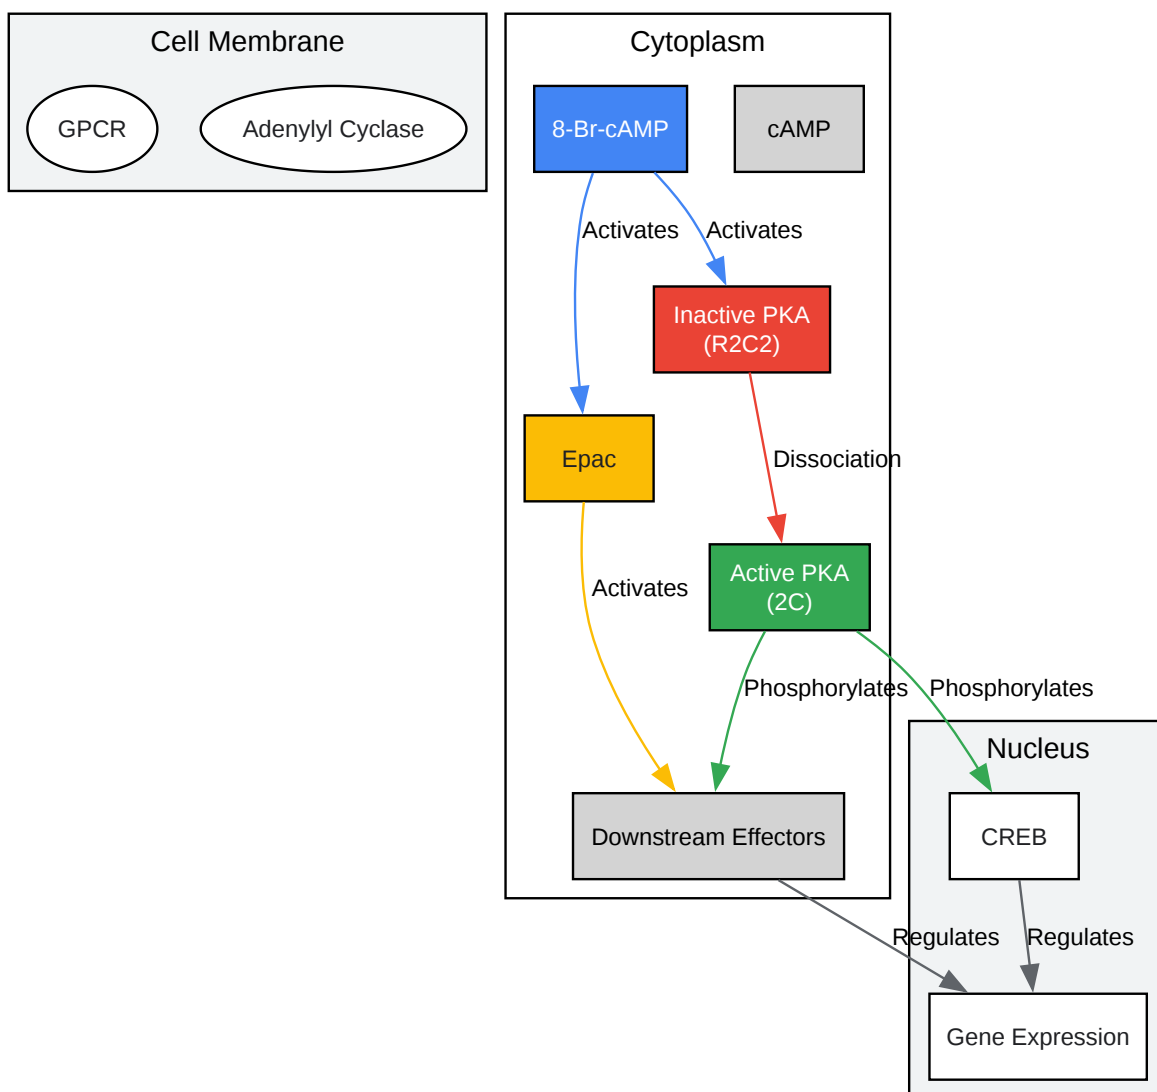 Cell Membrane
GPCR
Adenylyl Cyclase
Cytoplasm
8-Br-cAMP
cAMP
Activates
Activates
Inactive PKA
(R2C2)
Epac
Dissociation
Active PKA
(2C)
Activates
Phosphorylates
Phosphorylates
Nucleus
Downstream Effectors
CREB
Regulates
Regulates
Gene Expression